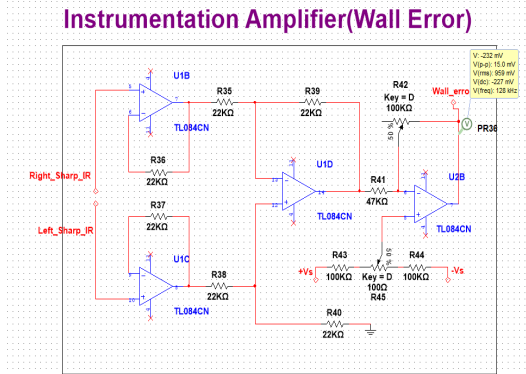 Instrumentation Amplifier(Wall Error)
V: -232 mV
V(p-p): 15.0 mV
V(rms): 959 mV
V(dc): -227 mV
V(freq): 128 kHz
U1B
TL084CN
R35
22KΩ
R39
22KΩ
R42
Key = D
100KΩ
50 %
Wall_erro
V
PR36
R36
22KΩ
Right_Sharp_IR
Left_Sharp_IR
R37
22KΩ
U1D
TL084CN
R41
47KΩ
U2B
TL084CN
U1C
TL084CN
R38
22KΩ
+Vs
R43
100KΩ
50 %
Key = D
100Ω
R45
R44
100KΩ
-Vs
R40
22KΩ